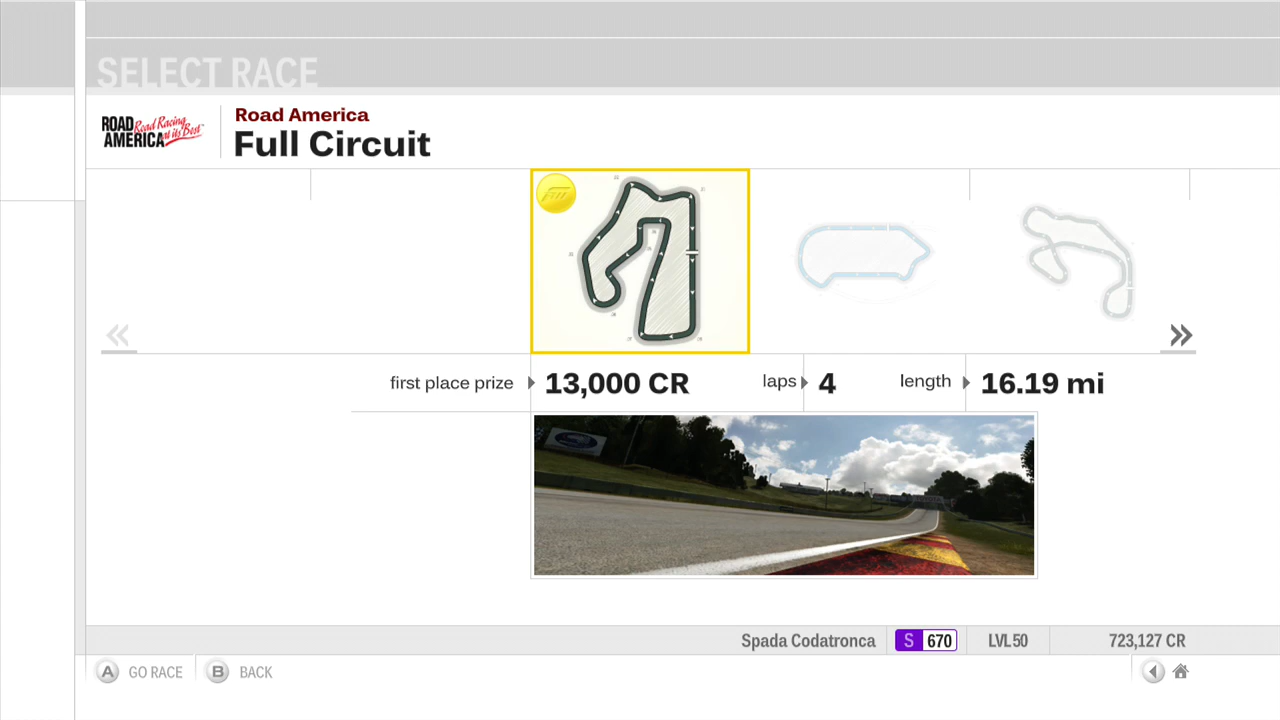 SELECT RACE
ROAD AMERICA
Road Racing at its Best
Road America
Full Circuit
first place prize 13,000 CR laps 4 length 16.19 mi
Spada Codatronca S 670 LVL50 723,127 CR
A GO RACE B BACK